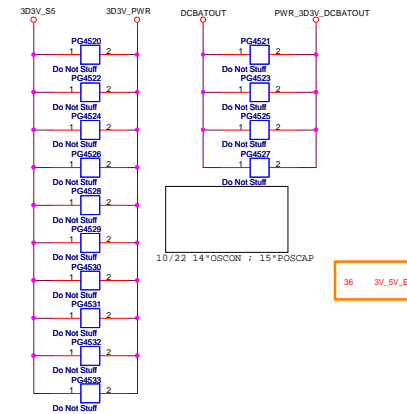 3D3V_S5 3D3V_PWR DCBATOUT PWR_3D3V_DCBATOUT
PG4520
1 2
Do Not Stuff
PG4522
1 2
Do Not Stuff
PG4524
1 2
Do Not Stuff
PG4526
1 2
Do Not Stuff
PG4528
1 2
Do Not Stuff
PG4529
1 2
Do Not Stuff
PG4530
1 2
Do Not Stuff
PG4531
1 2
Do Not Stuff
PG4532
1 2
Do Not Stuff
PG4533
1 2
Do Not Stuff
PG4521
1 2
Do Not Stuff
PG4523
1 2
Do Not Stuff
PG4525
1 2
Do Not Stuff
PG4527
1 2
Do Not Stuff
10/22 14"OSCON ; 15"POSCAP
36 3V_5V_E